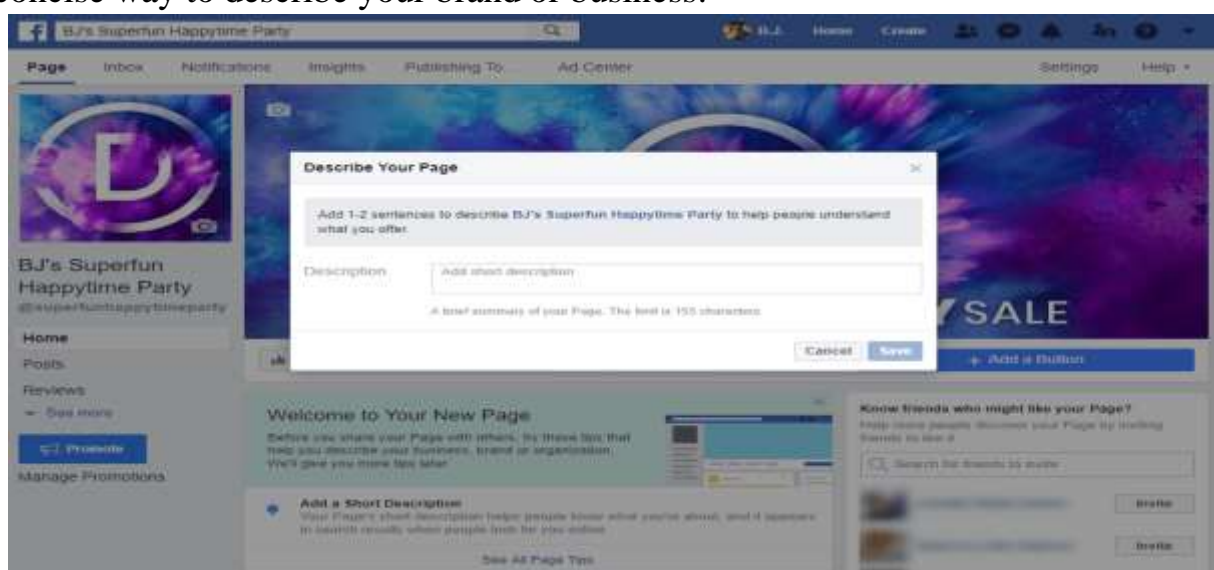 concise way to describe your brand or business.
BJ's Superfun Happytime Party
B.J. Home Create
Page Inbox Notifications Insights Publishing To Ad Center Settings Help
D
BJ's Superfun
Happytime Party
@superfunhappytimeparty
Home
Posts
Reviews
See more
Promote
Manage Promotions
Describe Your Page
Add 1-2 sentences to describe BJ's Superfun Happytime Party to help people understand
what you offer.
Description Add short description
A brief summary of your Page. The limit is 155 characters.
Cancel Save
Y SALE
+ Add a Button
Welcome to Your New Page
Before you share your Page with others, try these tips that
help you describe your business, brand or organization.
We'll give you more tips later.
Add a Short Description
Your Page's short description helps people know what you're about, and it appears
in search results when people look for you online.
See All Page Tips
Know friends who might like your Page?
Help more people discover your Page by inviting
friends to like it.
Search for friends to invite
Invite
Invite